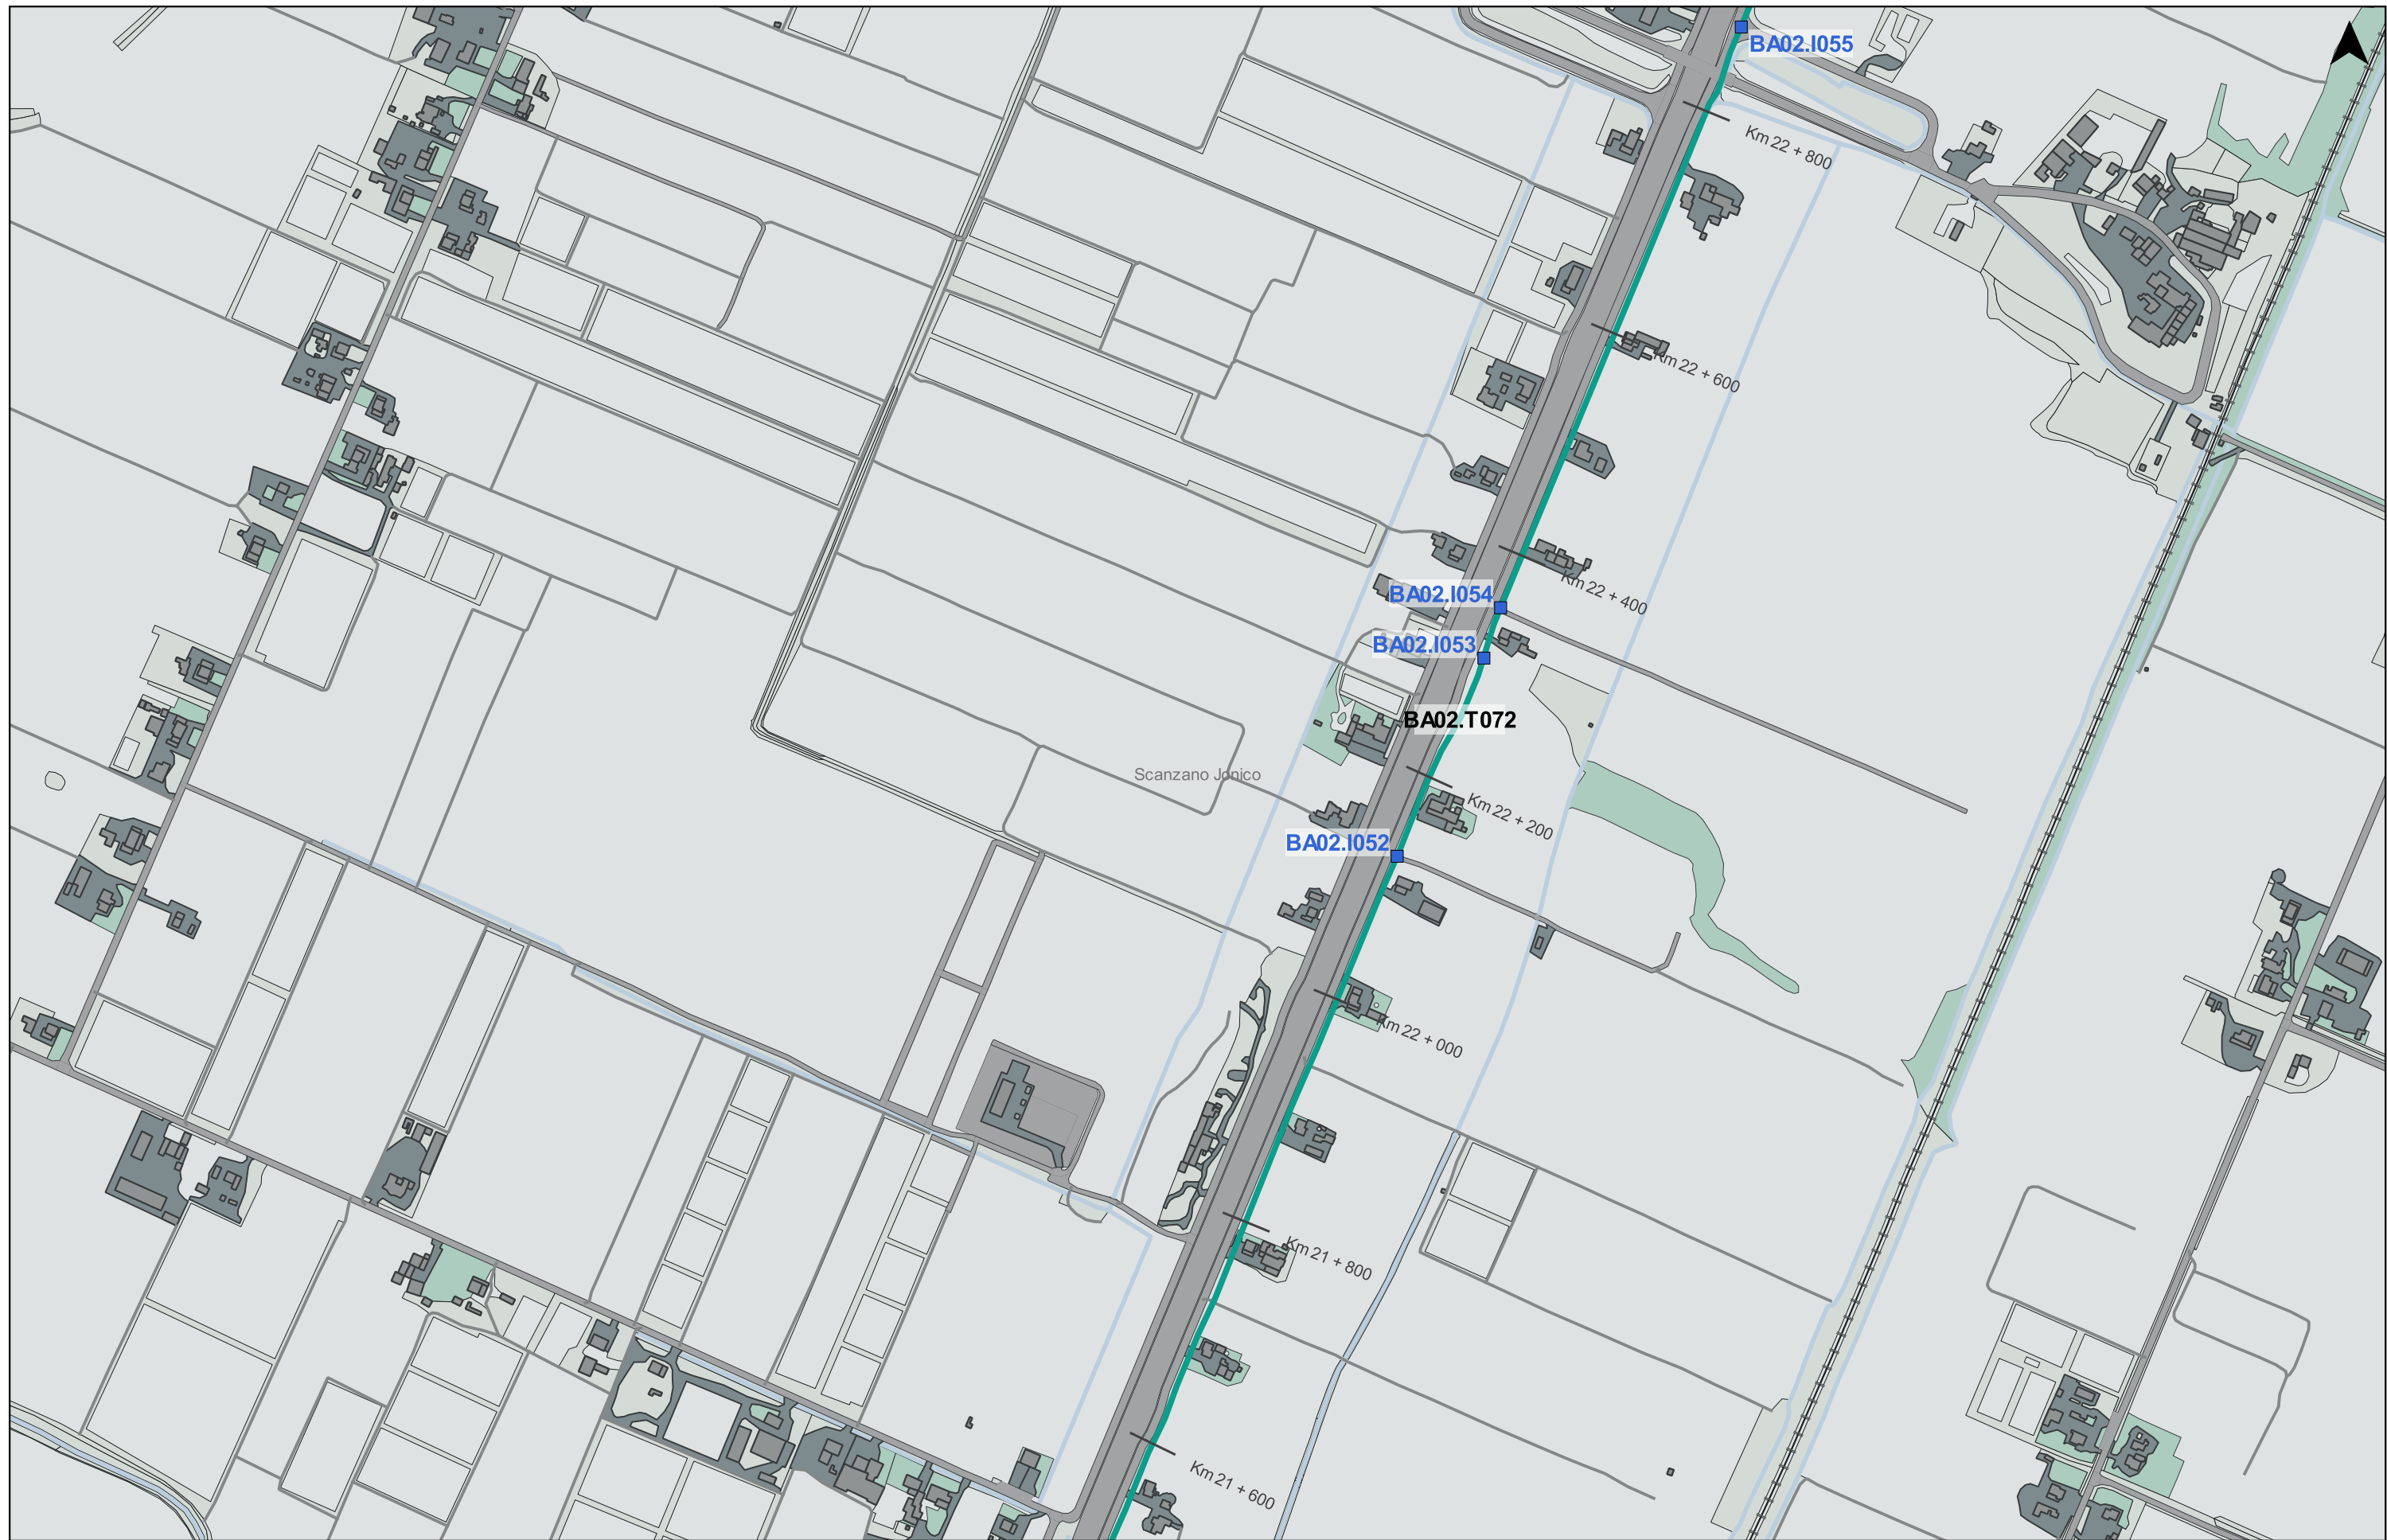 BA02.I055
Km 22 + 800
Km 22 + 600
Km 22 + 400
BA02.I054
BA02.I053
BA02.T072
Scanzano Jonico
Km 22 + 200
BA02.I052
Km 22 + 000
Km 21 + 800
Km 21 + 600